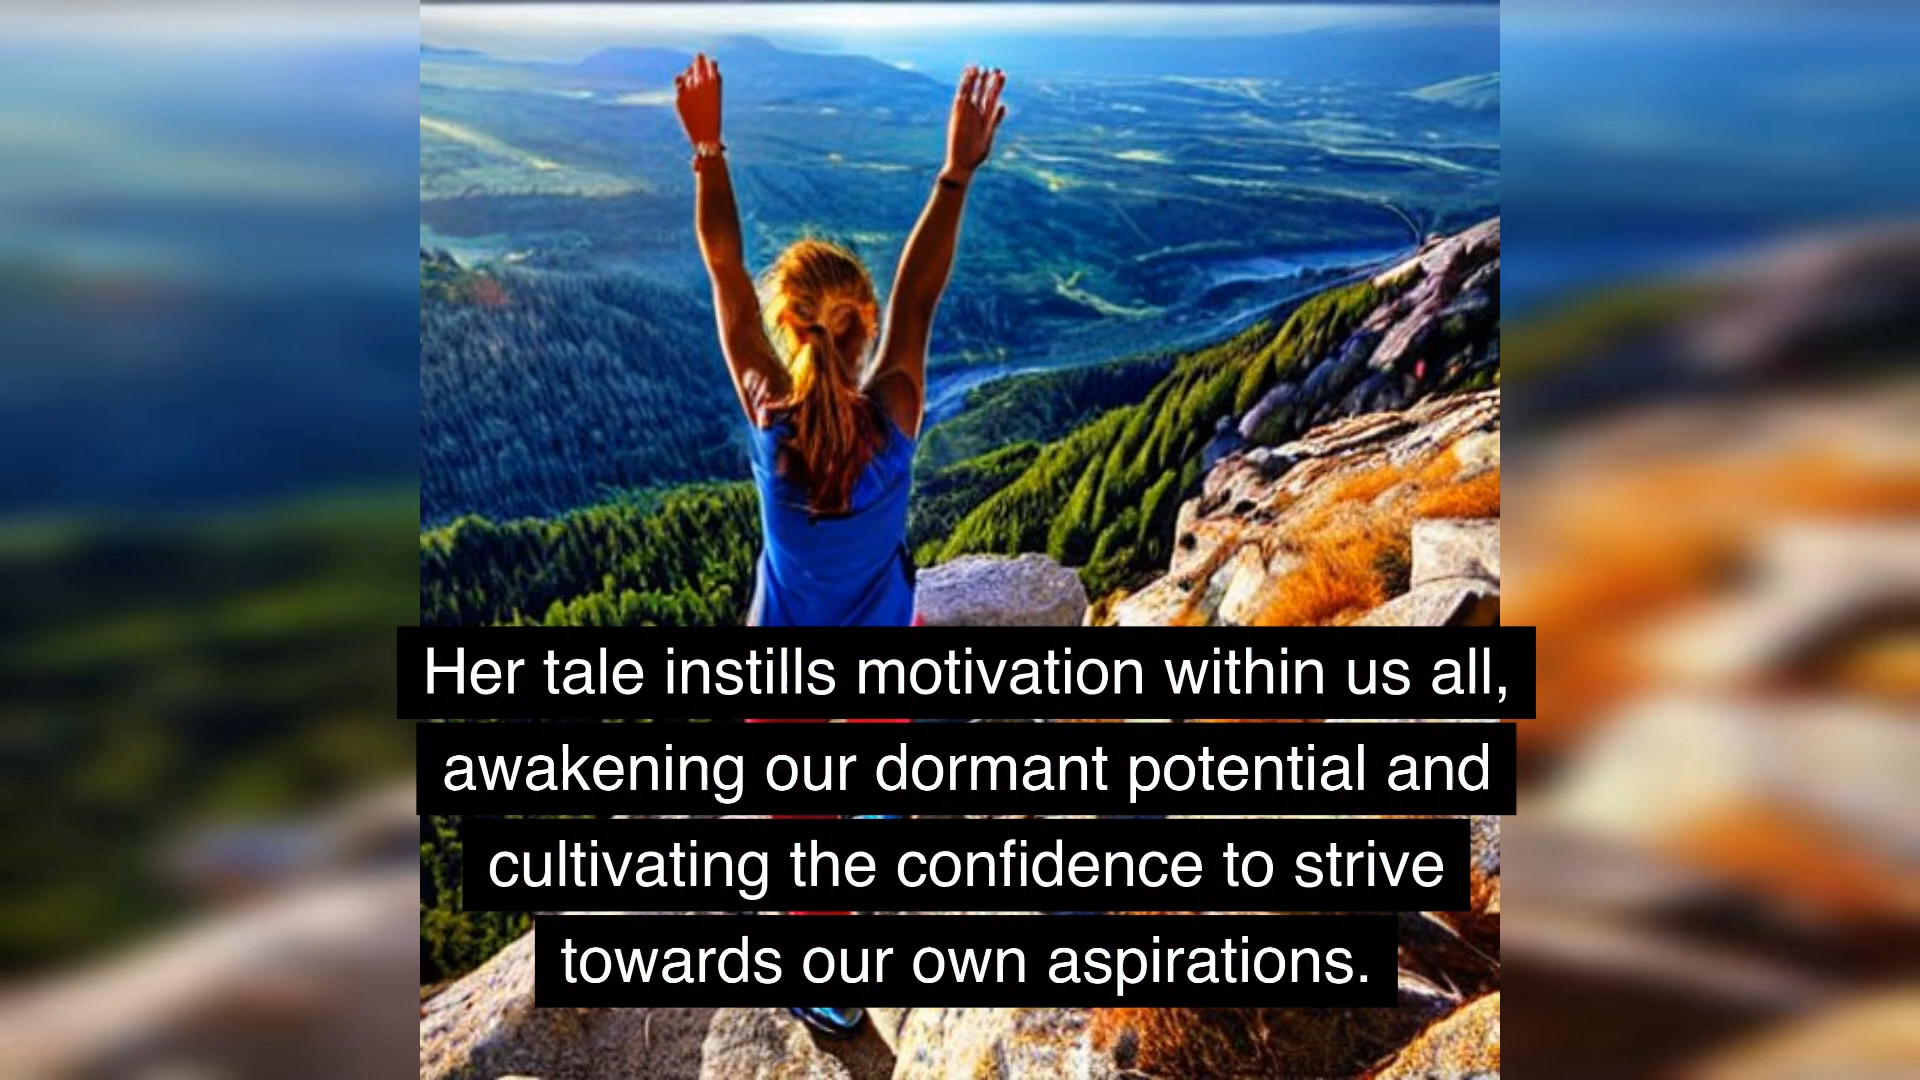 Her tale instills motivation within us all,
awakening our dormant potential and
cultivating the confidence to strive
towards our own aspirations.